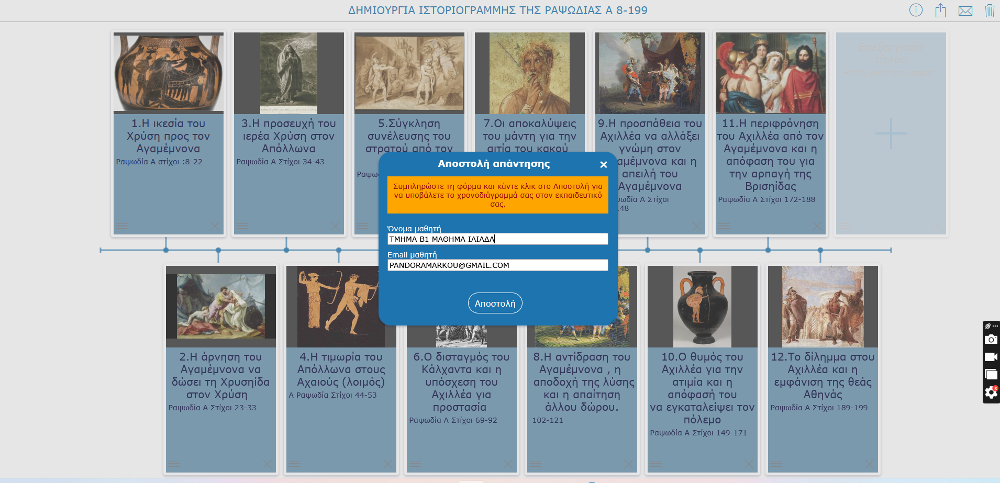 ΔΗΜΙΟΥΡΓΙΑ ΙΣΤΟΡΙΟΓΡΑΜΜΗΣ ΤΗΣ ΡΑΨΩΔΙΑΣ Α 8-199
1.Η ικεσία του
Χρύση προς τον
Αγαμέμνονα
Ραψωδία Α στίχοι :8-22
3.Η προσευχή του
ιερέα Χρύση στον
Απόλλωνα
Ραψωδία Α Στίχοι 34-43
5.Σύγκληση
συνέλευσης του
στρατού από τον
7.Οι αποκαλύψεις
του μάντη για την
αιτία του κακού
9.Η προσπάθεια του
Αχιλλέα να αλλάξει
γνώμη στον
αμέμνονα και η
απειλή του
Αγαμέμνονα
ωδία Α Στίχοι
148
11.Η περιφρόνηση
του Αχιλλέα από τον
Αγαμέμνονα και η
απόφαση του για
την αρπαγή της
Βρισηίδας
Ραψωδία Α Στίχοι 172-188
Επεξεργασία
τίτλου
Αποστολή απάντησης
Συμπληρώστε τη φόρμα και κάντε κλικ στο Αποστολή για
να υποβάλετε το χρονοδιάγραμμά σας στον εκπαιδευτικό
σας.
Όνομα μαθητή
ΤΜΗΜΑ Β1 ΜΑΘΗΜΑ ΙΛΙΑΔΑ
Email μαθητή
PANDORAMARKOU@GMAIL.COM
Αποστολή
2.Η άρνηση του
Αγαμέμνονα να
δώσει τη Χρυσηίδα
στον Χρύση
Ραψωδία Α Στίχοι 23-33
4.Η τιμωρία του
Απόλλωνα στους
Αχαιούς (λοιμός)
Α Ραψωδία Στίχοι 44-53
6.Ο δισταγμός του
Κάλχαντα και η
υπόσχεση του
Αχιλλέα για
προστασία
Ραψωδία Α Στίχοι 69-92
8.Η αντίδραση του
Αγαμέμνονα , η
αποδοχή της λύσης
και η απαίτηση
άλλου δώρου.
102-121
10.Ο θυμός του
Αχιλλέα για την
ατιμία και η
απόφασή του
να εγκαταλείψει τον
πόλεμο
Ραψωδία Α Στίχοι 149-171
12.Το δίλημμα στου
Αχιλλέα και η
εμφάνιση της θεάς
Αθηνάς
Ραψωδία Α Στίχοι 189-199
3